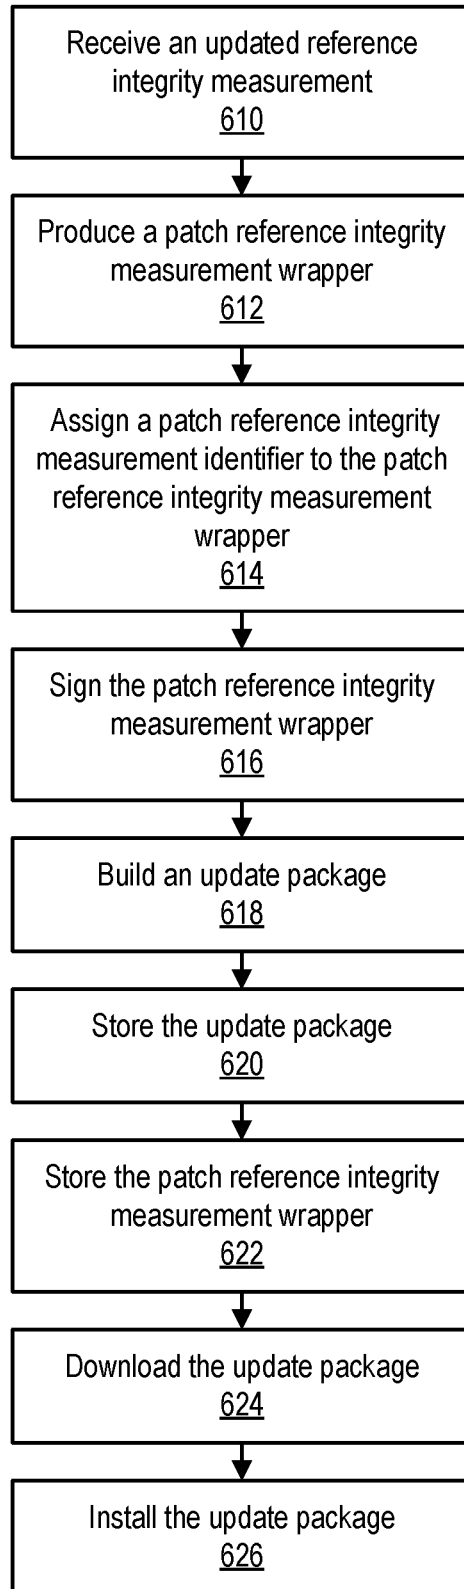 Receive an updated reference
integrity measurement
610
Produce a patch reference integrity
measurement wrapper
612
Assign a patch reference integrity
measurement identifier to the patch
reference integrity measurement
wrapper
614
Sign the patch reference integrity
measurement wrapper
616
Build an update package
618
Store the update package
620
Store the patch reference integrity
measurement wrapper
622
Download the update package
624
Install the update package
626